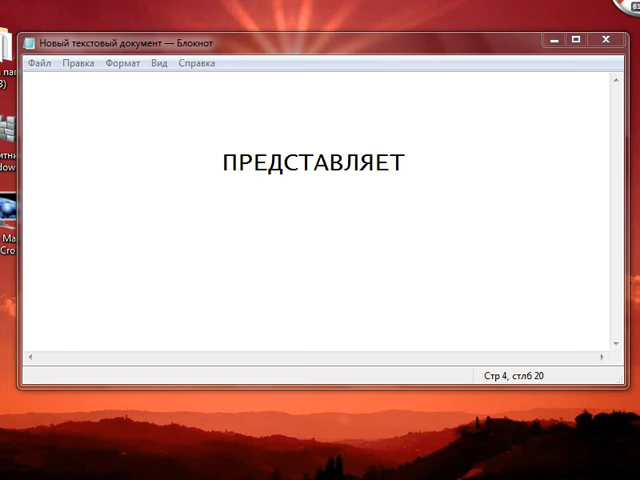 Новый текстовый документ — Блокнот
Файл Правка Формат Вид Справка
ПРЕДСТАВЛЯЕТ
Стр 4, стлб 20